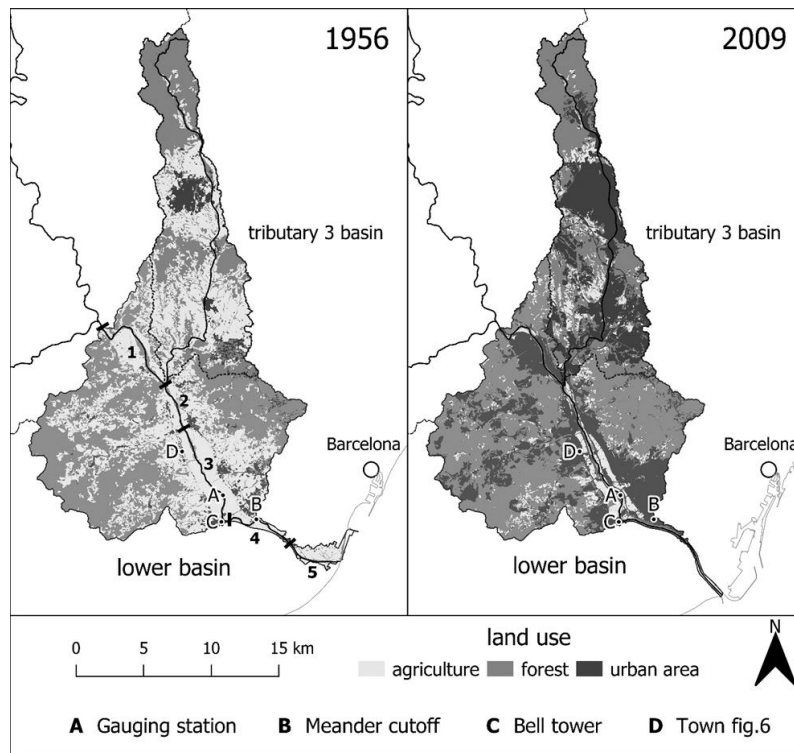 1956
tributary 3 basin
1
2
3
D
A
B
C
4
5
Barcelona
lower basin
2009
tributary 3 basin
D
A
B
C
Barcelona
lower basin
0 5 10 15 km
land use
agriculture forest urban area
N
A Gauging station B Meander cutoff C Bell tower D Town fig.6